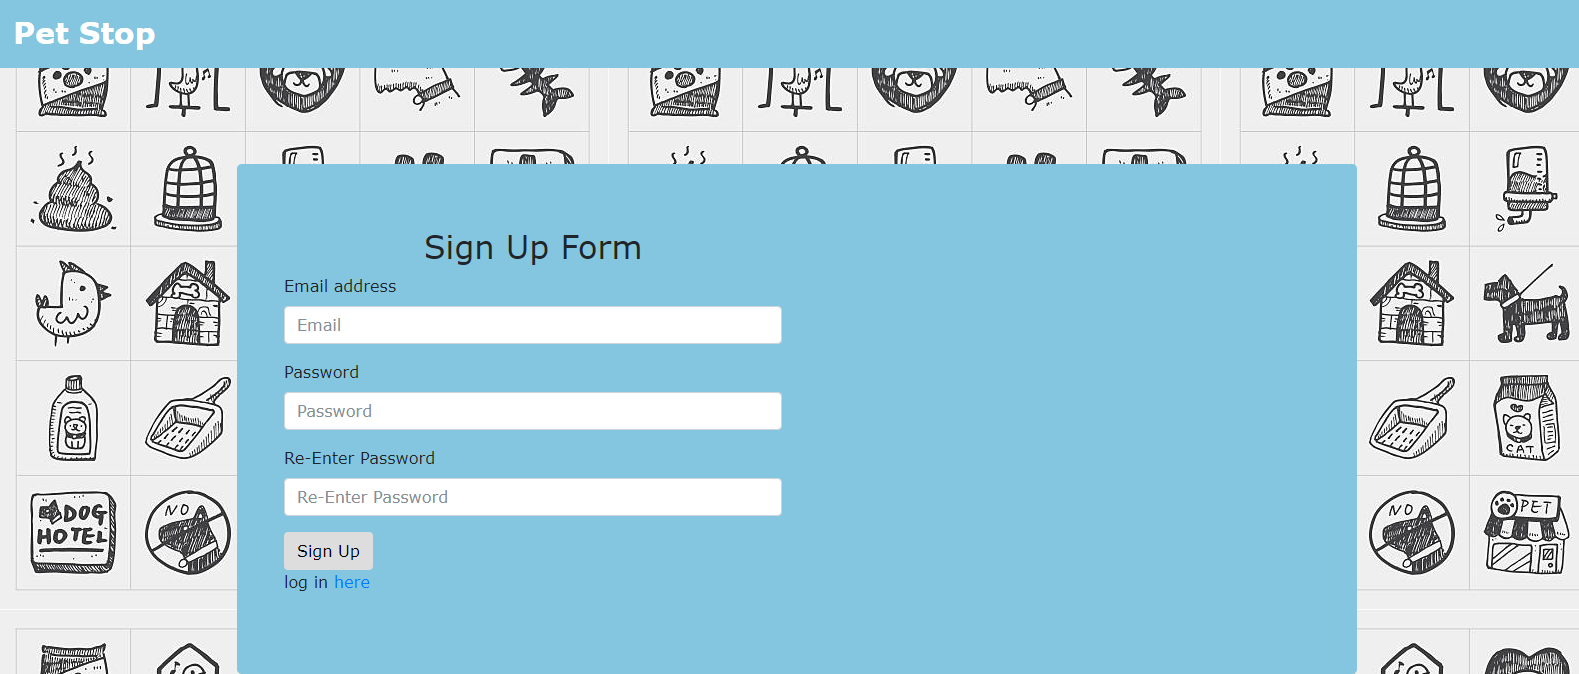 Pet Stop
Sign Up Form
Email address
Email
Password
Password
Re-Enter Password
Re-Enter Password
Sign Up
log in here
DOG
HOTEL
NO
NO
CAT
PET